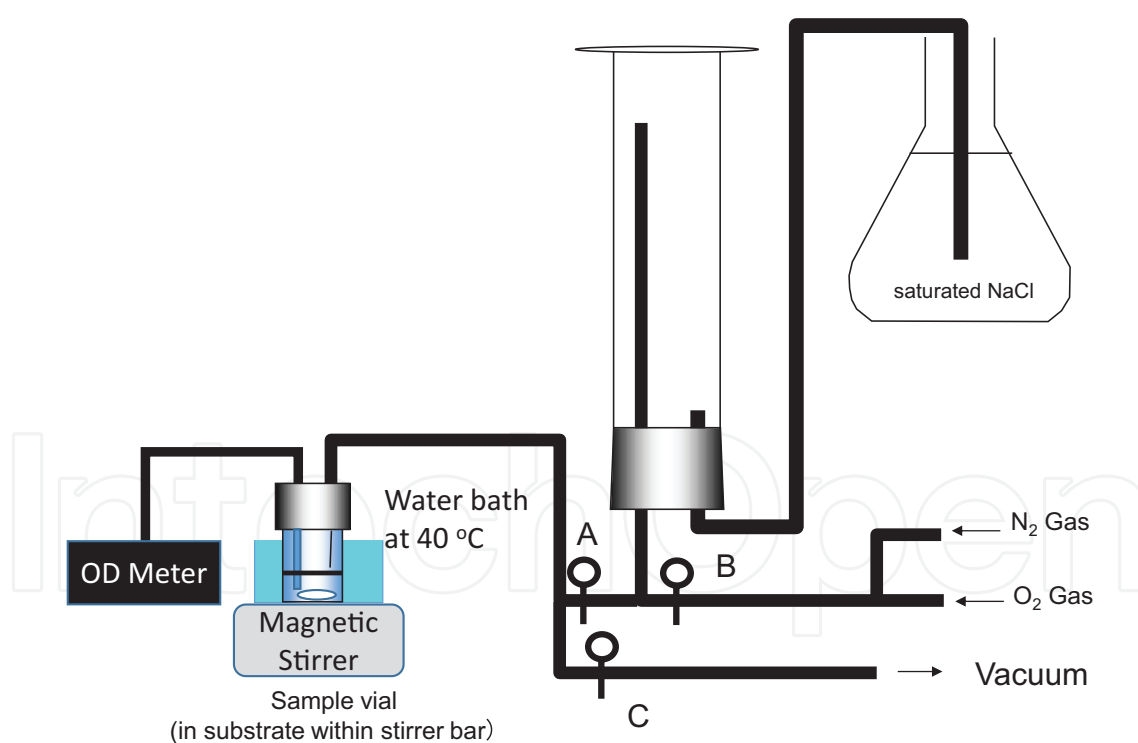 saturated NaCl
Water bath
at 40 °C
A
B
N₂ Gas
O₂ Gas
OD Meter
Magnetic
Stirrer
Vacuum
C
Sample vial
(in substrate within stirrer bar)
IntechOpen